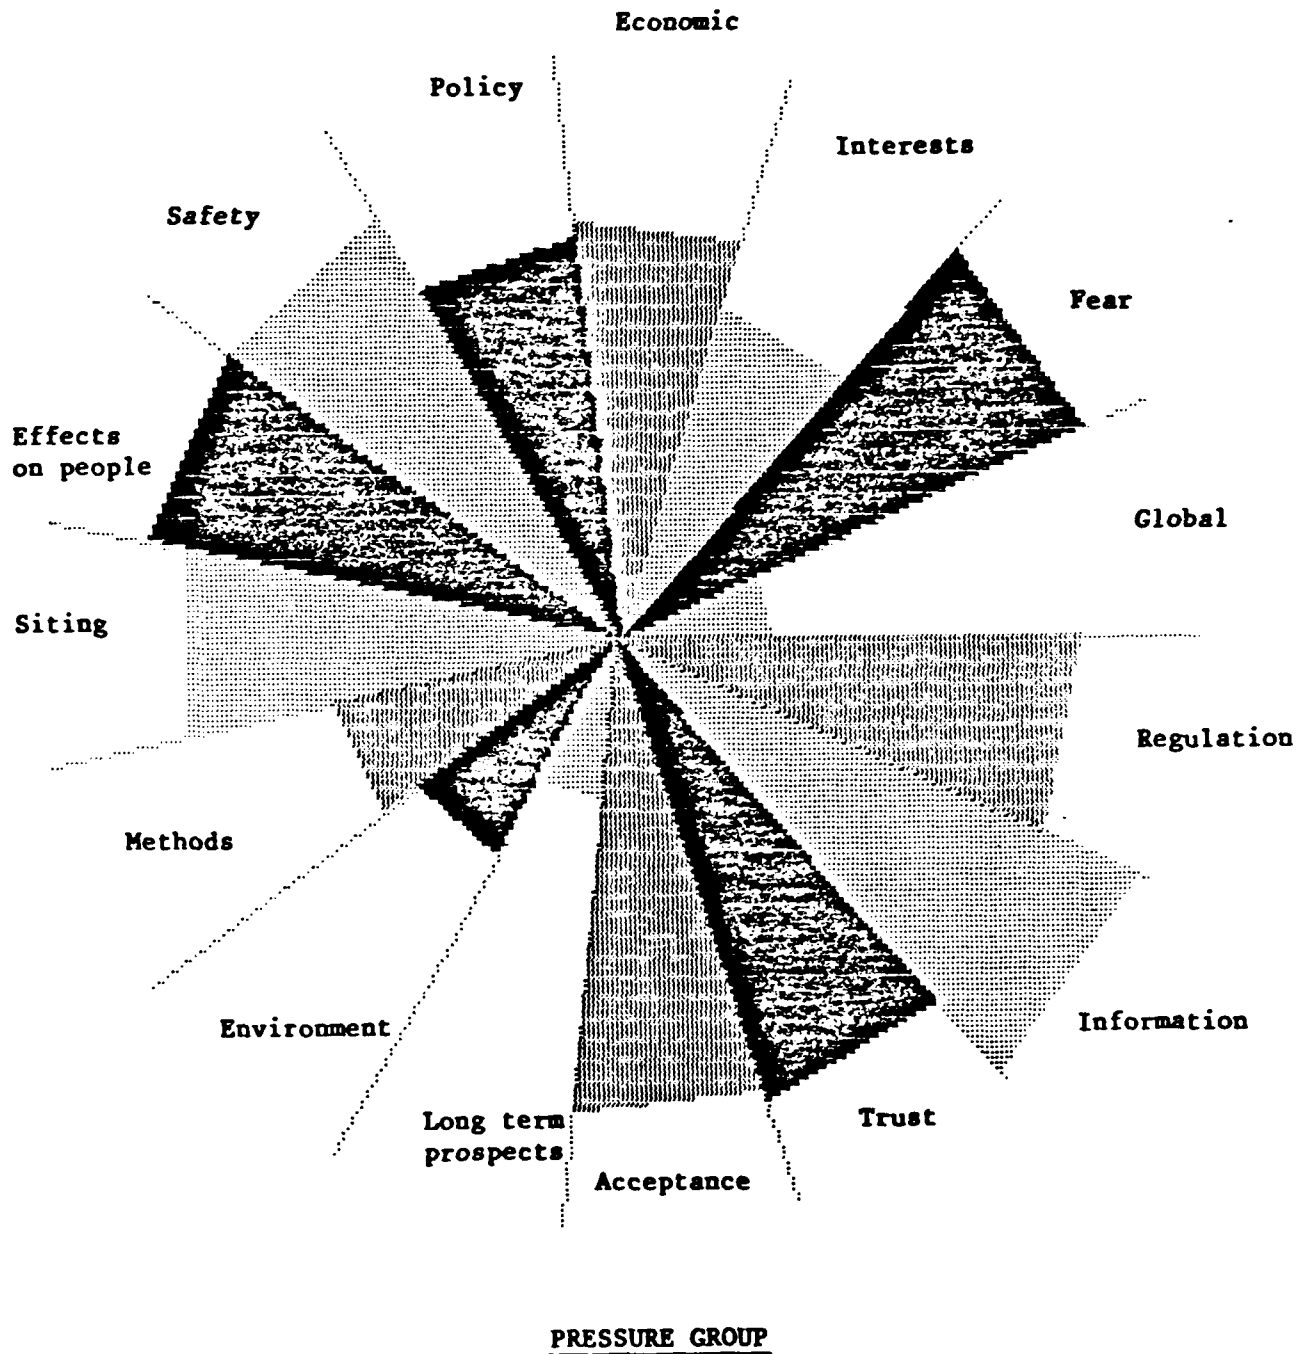 Economic
Policy
Interests
Safety
Fear
Effects
on people
Global
Siting
Regulation
Methods
Information
Environment
Long term
prospects
Trust
Acceptance
PRESSURE GROUP